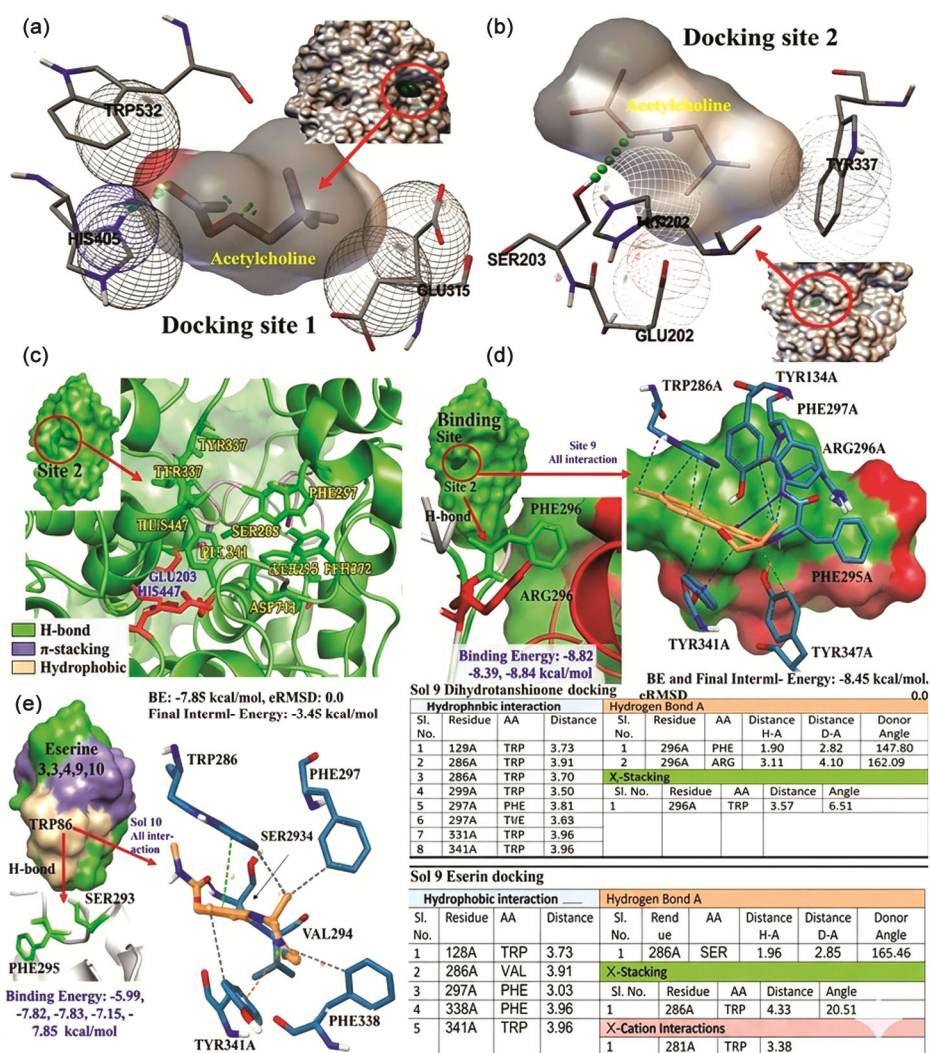 (a)
TRP532
HIS405
Acetylcholine
GLU315
Docking site 1
(b)
Docking site 2
Acetylcholine
TYR337
SER203
GLU202
(c)
Site 2
TYR337
TTR337
PHE297
SER208
GLU203
HIS447
H-bond
π-stacking
Hydrophobic
(d)
Binding
Site
Site 2
H-bond
Site 9
All interaction
PHE296
ARG296
Binding Energy: -8.82
-8.39, -8.84 kcal/mol
TRP286A
TYR134A
PHE297A
ARG296A
PHE295A
TYR341A
TYR347A
BE and Final Interml- Energy: -8.45 kcal/mol.
eRMSD 0.0
(e)
BE: -7.85 kcal/mol, eRMSD: 0.0
Final Interml- Energy: -3.45 kcal/mol
Eserine
3,3,4,9,10
TRP86
Sol 10
All inter-
action
H-bond
SER293
PHE295
Binding Energy: -5.99,
-7.82, -7.83, -7.15, -
7.85 kcal/mol
TRP286
PHE297
SER2934
VAL294
PHE338
TYR341A
Sol 9 Dihydrotanshinone docking
Hydrophnbic interaction
Sl. No. Residue AA Distance
1 129A TRP 3.73
2 286A TRP 3.91
3 286A TRP 3.70
4 299A TRP 3.50
5 297A PHE 3.81
6 297A TUE 3.63
7 331A TRP 3.96
8 341A TRP 3.96
Hydrogen Bond A
Sl. No. Residue AA Distance H-A Distance D-A Donor Angle
1 296A PHE 1.90 2.82 147.80
2 296A ARG 3.11 4.10 162.09
X-Stacking
Sl. No. Residue AA Distance Angle
1 296A TRP 3.57 6.51
Sol 9 Eserin docking
Hydrophobic interaction
Sl. No. Residue AA Distance
1 128A TRP 3.73
2 286A VAL 3.91
3 297A PHE 3.03
4 338A PHE 3.96
5 341A TRP 3.96
Hydrogen Bond A
Sl. No. Rend ue AA Distance H-A Distance D-A Donor Angle
1 286A SER 1.96 2.85 165.46
X-Stacking
Sl. No. Residue AA Distance Angle
1 286A TRP 4.33 20.51
X-Cation Interactions
1 281A TRP 3.38